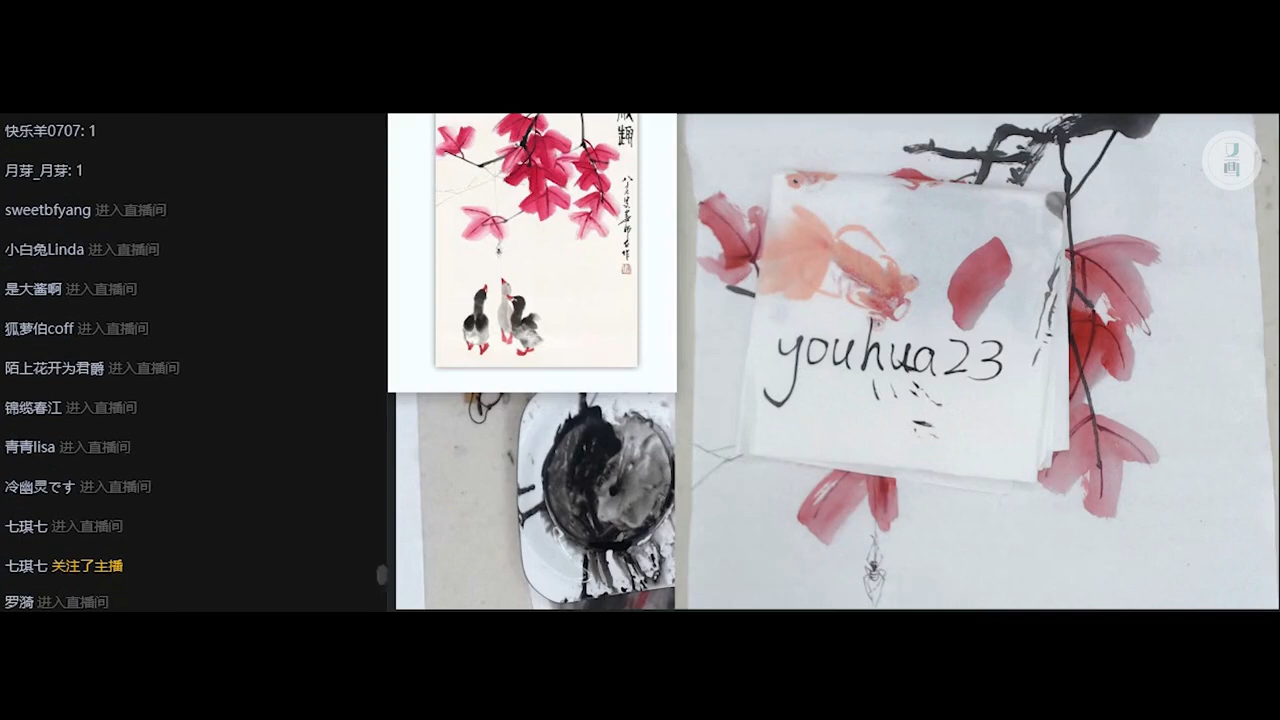 快乐羊0707: 1
月芽_月芽: 1
sweetbfyang 进入直播间
小白兔Linda 进入直播间
是大酱啊 进入直播间
狐萝伯coff 进入直播间
陌上花开为君爵 进入直播间
锦缆春江 进入直播间
青青lisa 进入直播间
冷幽灵です 进入直播间
七琪七 进入直播间
七琪七 关注了主播
罗漪 进入直播间
youhua23